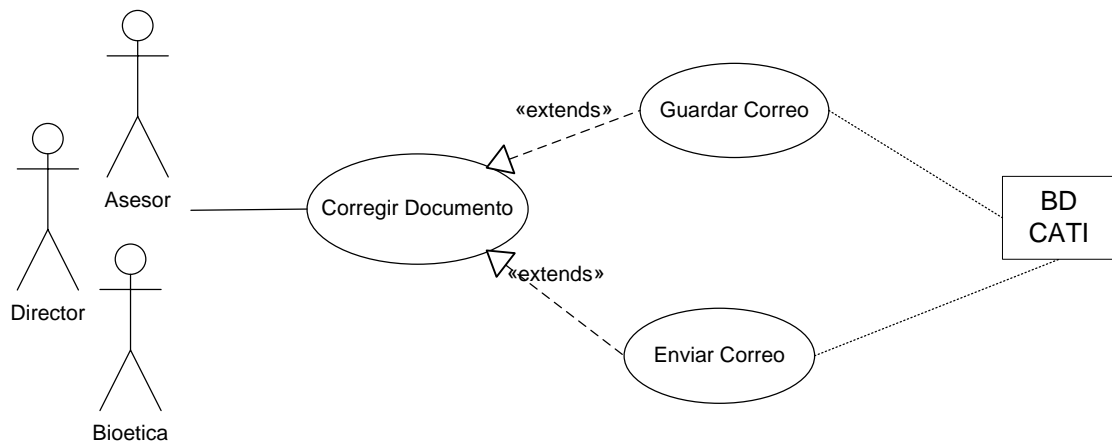 Asesor
Director
Bioetica
Corregir Documento
«extends»
Guardar Correo
«extends»
Enviar Correo
BD
CATI